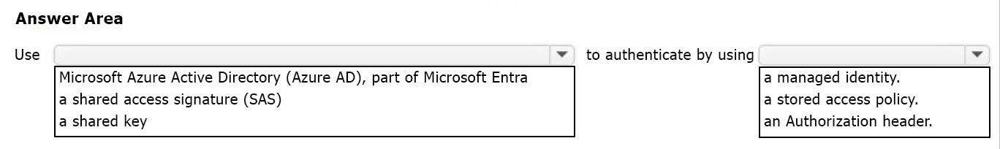 Answer Area
Use to authenticate by using
Microsoft Azure Active Directory (Azure AD), part of Microsoft Entra
a shared access signature (SAS)
a shared key
a managed identity.
a stored access policy.
an Authorization header.